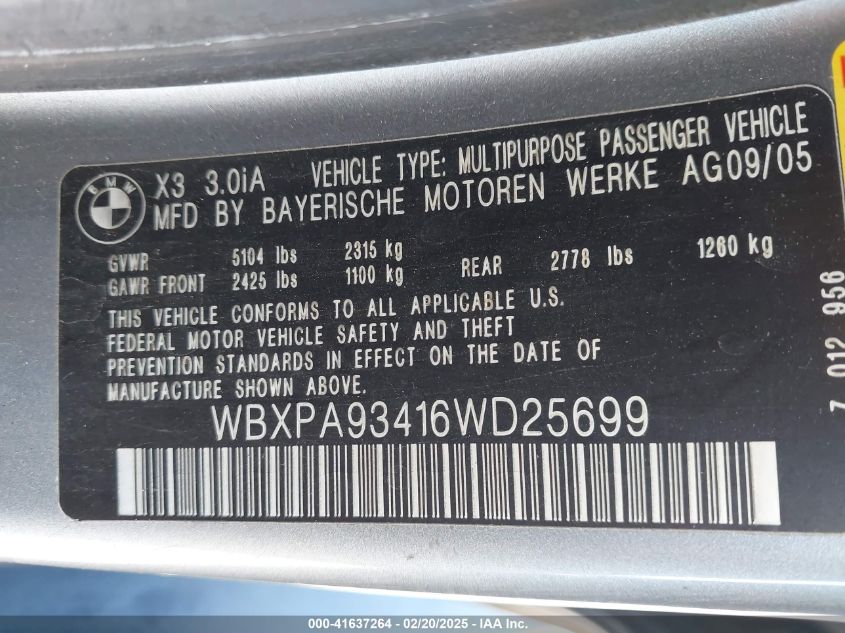 BMW
X3 3.0iA VEHICLE TYPE: MULTIPURPOSE PASSENGER VEHICLE
MFD BY BAYERISCHE MOTOREN WERKE AG09/05
GVWR 5104 lbs 2315 kg
GAWR FRONT 2425 lbs 1100 kg REAR 2778 lbs 1260 kg
THIS VEHICLE CONFORMS TO ALL APPLICABLE U.S.
FEDERAL MOTOR VEHICLE SAFETY AND THEFT
PREVENTION STANDARDS IN EFFECT ON THE DATE OF
MANUFACTURE SHOWN ABOVE.
WBXPA93416WD25699
7 012 956
000-41637264 - 02/20/2025 - IAA Inc.